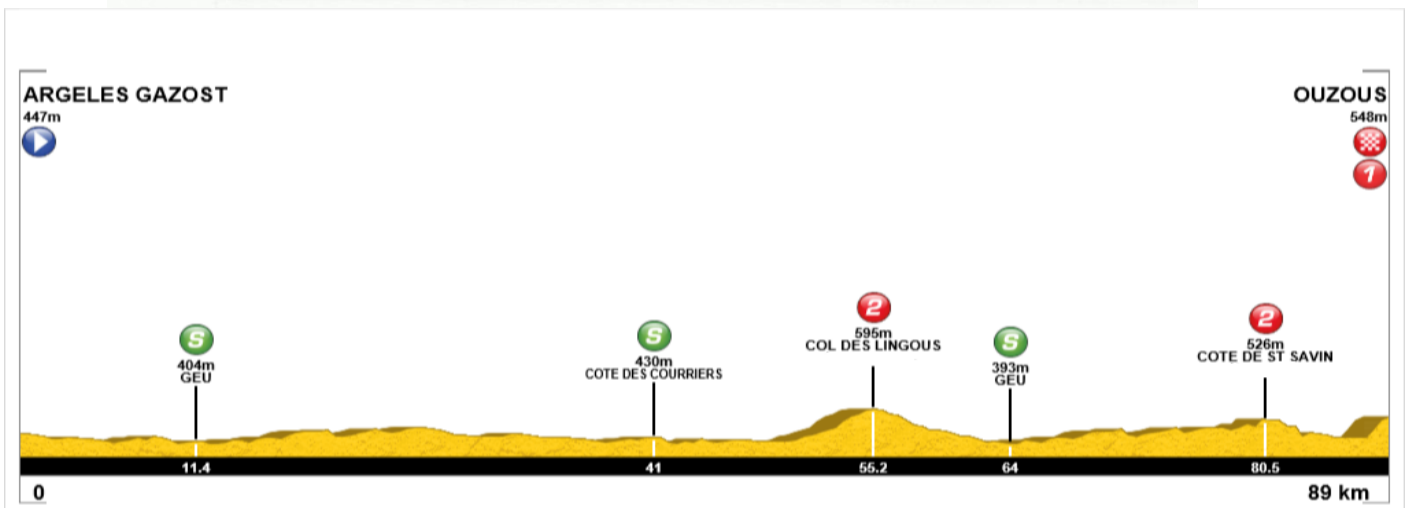 ARGELES GAZOST
447m
OUZOUS
548m
1
S
404m
GEU
S
430m
COTE DES COURRIERS
2
595m
COL DES LINGOUS
S
393m
GEU
2
526m
COTE DE ST SAVIN
11.4
41
55.2
64
80.5
0
89 km